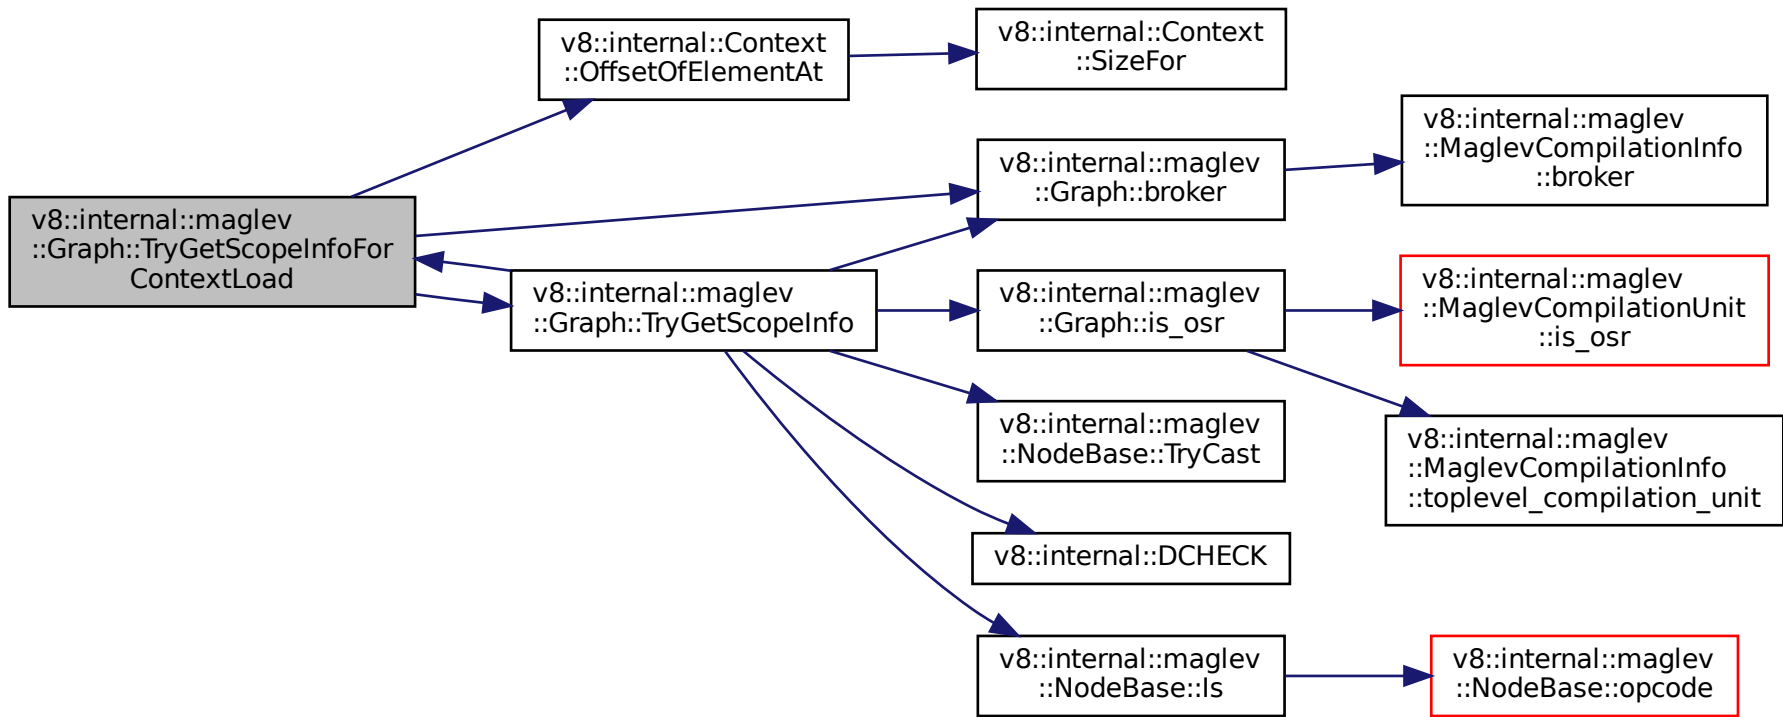 v8::internal::Context
::OffsetOfElementAt
v8::internal::Context
::SizeFor
v8::internal::maglev
::MaglevCompilationInfo
::broker
v8::internal::maglev
::Graph::broker
v8::internal::maglev
::Graph::TryGetScopeInfoFor
ContextLoad
v8::internal::maglev
::Graph::TryGetScopeInfo
v8::internal::maglev
::Graph::is_osr
v8::internal::maglev
::MaglevCompilationUnit
::is_osr
v8::internal::maglev
::NodeBase::TryCast
v8::internal::maglev
::MaglevCompilationInfo
::toplevel_compilation_unit
v8::internal::DCHECK
v8::internal::maglev
::NodeBase::Is
v8::internal::maglev
::NodeBase::opcode